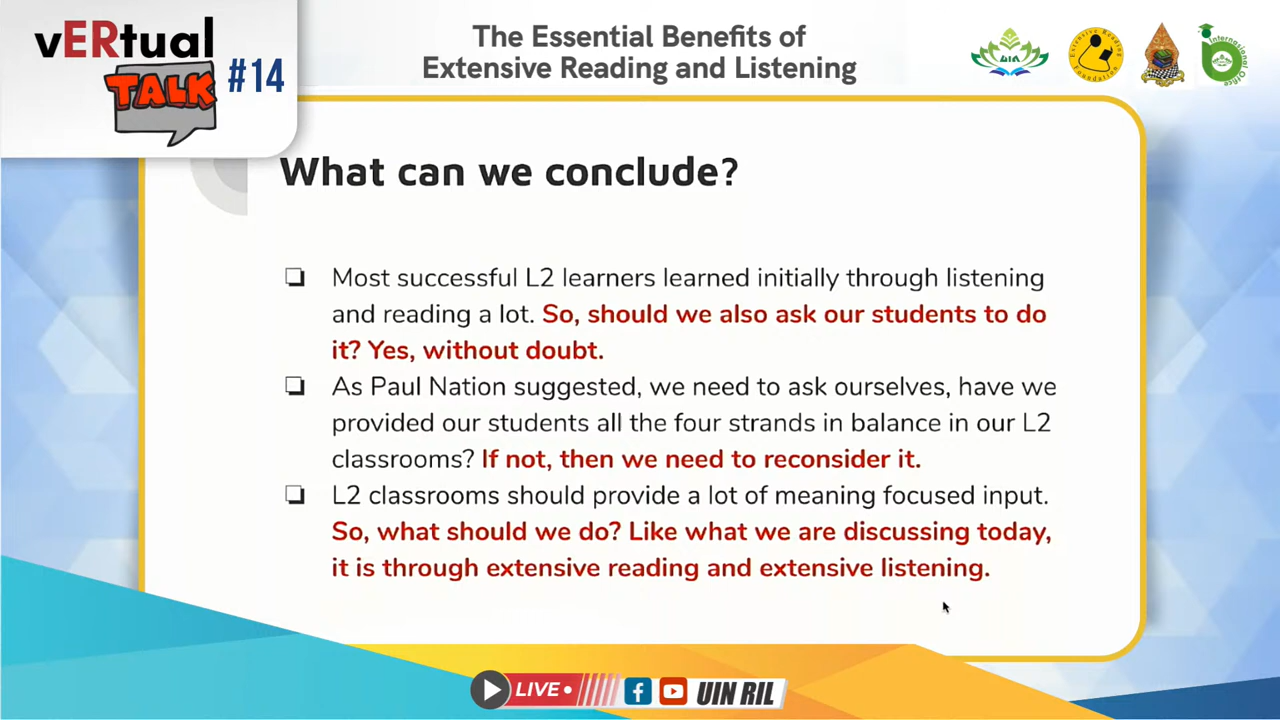 vERtual
TALK
#14
The Essential Benefits of
Extensive Reading and Listening
What can we conclude?
Most successful L2 learners learned initially through listening
and reading a lot. So, should we also ask our students to do
it? Yes, without doubt.
As Paul Nation suggested, we need to ask ourselves, have we
provided our students all the four strands in balance in our L2
classrooms? If not, then we need to reconsider it.
L2 classrooms should provide a lot of meaning focused input.
So, what should we do? Like what we are discussing today,
it is through extensive reading and extensive listening.
LIVE
UIN RIL